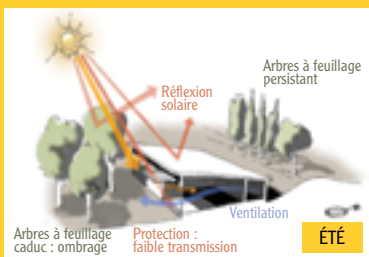 Arbres à feuillage
persistant
Réflexion
solaire
Ventilation
Arbres à feuillage
caduc : ombrage
Protection :
faible transmission
ÉTÉ